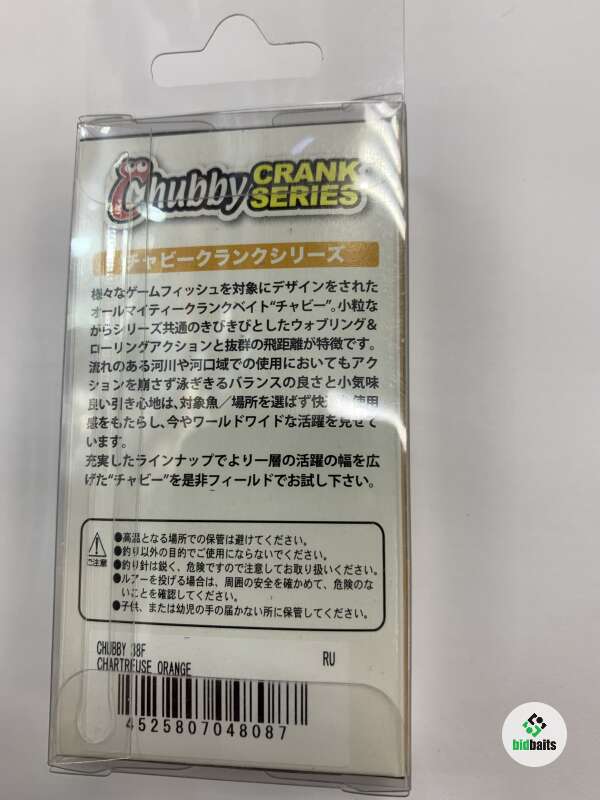 Chubby CRANK SERIES
チャビークランクシリーズ
様々なゲームフィッシュを対象にデザインをされた
オールマイティークランクベイト“チャビー”。小粒な
がらシリーズ共通のきびきびとしたウォブリング＆
ローリングアクションと抜群の飛距離が特徴です。
流れのある河川や河口域での使用においてもアク
ションを崩さず泳ぎきるバランスの良さと小気味
良い引き心地は、対象魚／場所を選ばず快適な使用
感をもたらし、今やワールドワイドな活躍を見せて
います。
充実したラインナップでより一層の活躍の幅を広
げた“チャビー”を是非フィールドでお試し下さい。
ご注意
●高温となる場所での保管は避けてください。
●釣り以外の目的でご使用にならないでください。
●釣り針は鋭く、危険ですので注意してお取り扱いください。
●ルアーを投げる場合は、周囲の安全を確かめて、危険のな
いことを確認してください。
●子供、または幼児の手の届かない所に保管してください。
CHUBBY 38F
CHARTREUSE ORANGE
RU
4525807048087
bidbaits